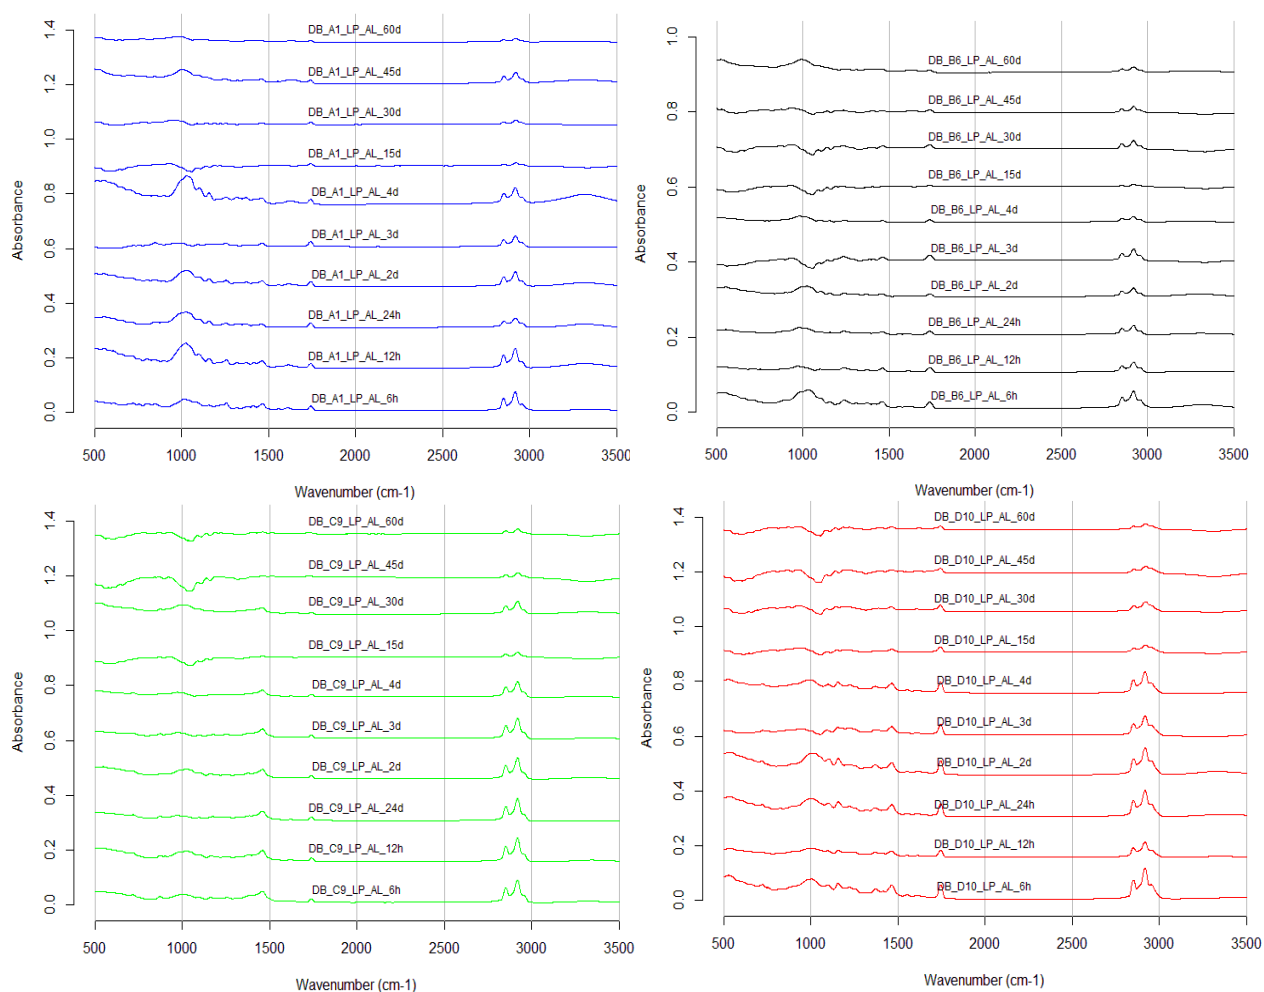 DB_A1_LP_AL_60d
DB_A1_LP_AL_45d
DB_A1_LP_AL_30d
DB_A1_LP_AL_15d
DB_A1_LP_AL_4d
DB_A1_LP_AL_3d
DB_A1_LP_AL_2d
DB_A1_LP_AL_24h
DB_A1_LP_AL_12h
DB_A1_LP_AL_6h
Absorbance
0.0 0.2 0.4 0.6 0.8 1.0 1.2 1.4
500 1000 1500 2000 2500 3000 3500
Wavenumber (cm-1)
DB_B6_LP_AL_60d
DB_B6_LP_AL_45d
DB_B6_LP_AL_30d
DB_B6_LP_AL_15d
DB_B6_LP_AL_4d
DB_B6_LP_AL_3d
DB_B6_LP_AL_2d
DB_B6_LP_AL_24h
DB_B6_LP_AL_12h
DB_B6_LP_AL_6h
Absorbance
0.0 0.2 0.4 0.6 0.8 1.0
500 1000 1500 2000 2500 3000 3500
Wavenumber (cm-1)
DB_C9_LP_AL_60d
DB_C9_LP_AL_45d
DB_C9_LP_AL_30d
DB_C9_LP_AL_15d
DB_C9_LP_AL_4d
DB_C9_LP_AL_3d
DB_C9_LP_AL_2d
DB_C9_LP_AL_24d
DB_C9_LP_AL_12h
DB_C9_LP_AL_6h
Absorbance
0.0 0.2 0.4 0.6 0.8 1.0 1.2 1.4
500 1000 1500 2000 2500 3000 3500
Wavenumber (cm-1)
DB_D10_LP_AL_60d
DB_D10_LP_AL_45d
DB_D10_LP_AL_30d
DB_D10_LP_AL_15d
DB_D10_LP_AL_4d
DB_D10_LP_AL_3d
DB_D10_LP_AL_2d
DB_D10_LP_AL_24h
DB_D10_LP_AL_12h
DB_D10_LP_AL_6h
Absorbance
0.0 0.2 0.4 0.6 0.8 1.0 1.2 1.4
500 1000 1500 2000 2500 3000 3500
Wavenumber (cm-1)